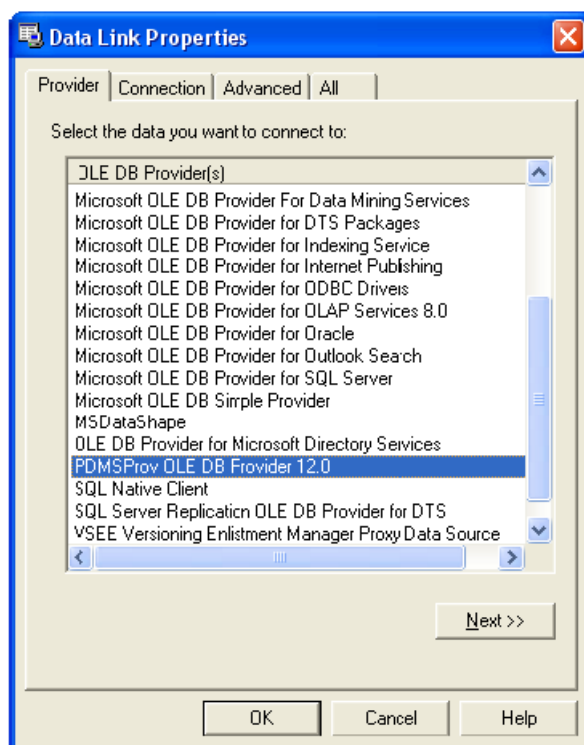 Data Link Properties
Provider Connection Advanced All
Select the data you want to connect to:
OLE DB Provider(s)
Microsoft OLE DB Provider For Data Mining Services
Microsoft OLE DB Provider for DTS Packages
Microsoft OLE DB Provider for Indexing Service
Microsoft OLE DB Provider for Internet Publishing
Microsoft OLE DB Provider for ODBC Drivers
Microsoft OLE DB Provider for OLAP Services 8.0
Microsoft OLE DB Provider for Oracle
Microsoft OLE DB Provider for Outlook Search
Microsoft OLE DB Provider for SQL Server
Microsoft OLE DB Simple Provider
MSDataShape
OLE DB Provider for Microsoft Directory Services
PDMSProv OLE DB Provider 12.0
SQL Native Client
SQL Server Replication OLE DB Provider for DTS
VSEE Versioning Enlistment Manager Proxy Data Source
Next >>
OK Cancel Help